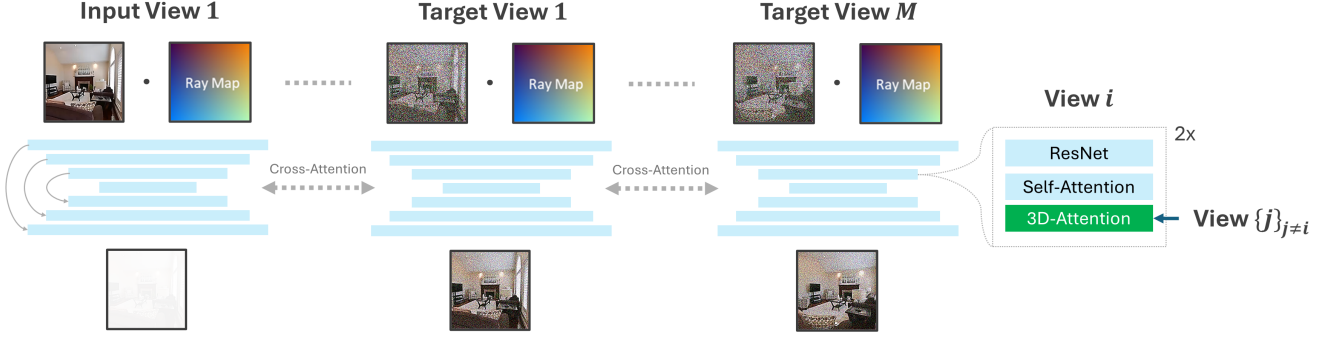 Input View 1
Target View 1
Target View M
Ray Map
Ray Map
Ray Map
View i
2x
ResNet
Cross-Attention
Cross-Attention
Self-Attention
3D-Attention
View {j}j≠i